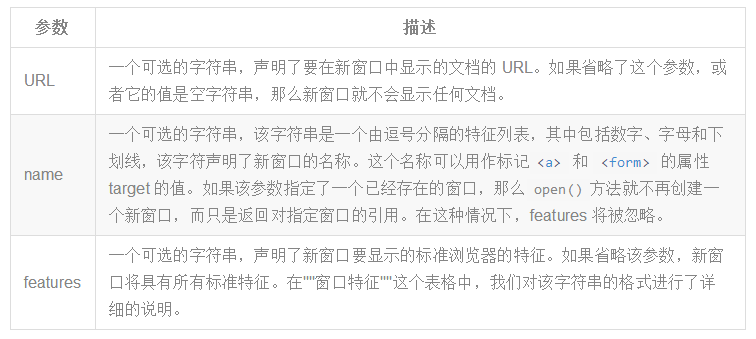 参数 描述
一个可选的字符串，声明了要在新窗口中显示的文档的 URL。如果省略了这个参数，或
URL
者它的值是空字符串，那么新窗口就不会显示任何文档。
一个可选的字符串，该字符串是一个由逗号分隔的特征列表，其中包括数字、字母和下
划线，该字符声明了新窗口的名称。这个名称可以用作标记 <a> 和 <form> 的属性
name
target 的值。如果该参数指定了一个已经存在的窗口，那么 open() 方法就不再创建一
个新窗口，而只是返回对指定窗口的引用。在这种情况下，features 将被忽略。
一个可选的字符串，声明了新窗口要显示的标准浏览器的特征。如果省略该参数，新窗
features
口将具有所有标准特征。在""窗口特征""这个表格中，我们对该字符串的格式进行了详
细的说明。